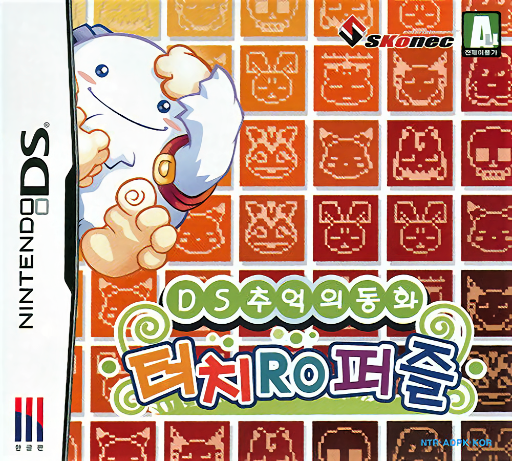 SKonec
A
전체이용가
NINTENDO DS®
DS추억의동화
터치RO퍼즐
한글판
NTR-ADPK-KOR